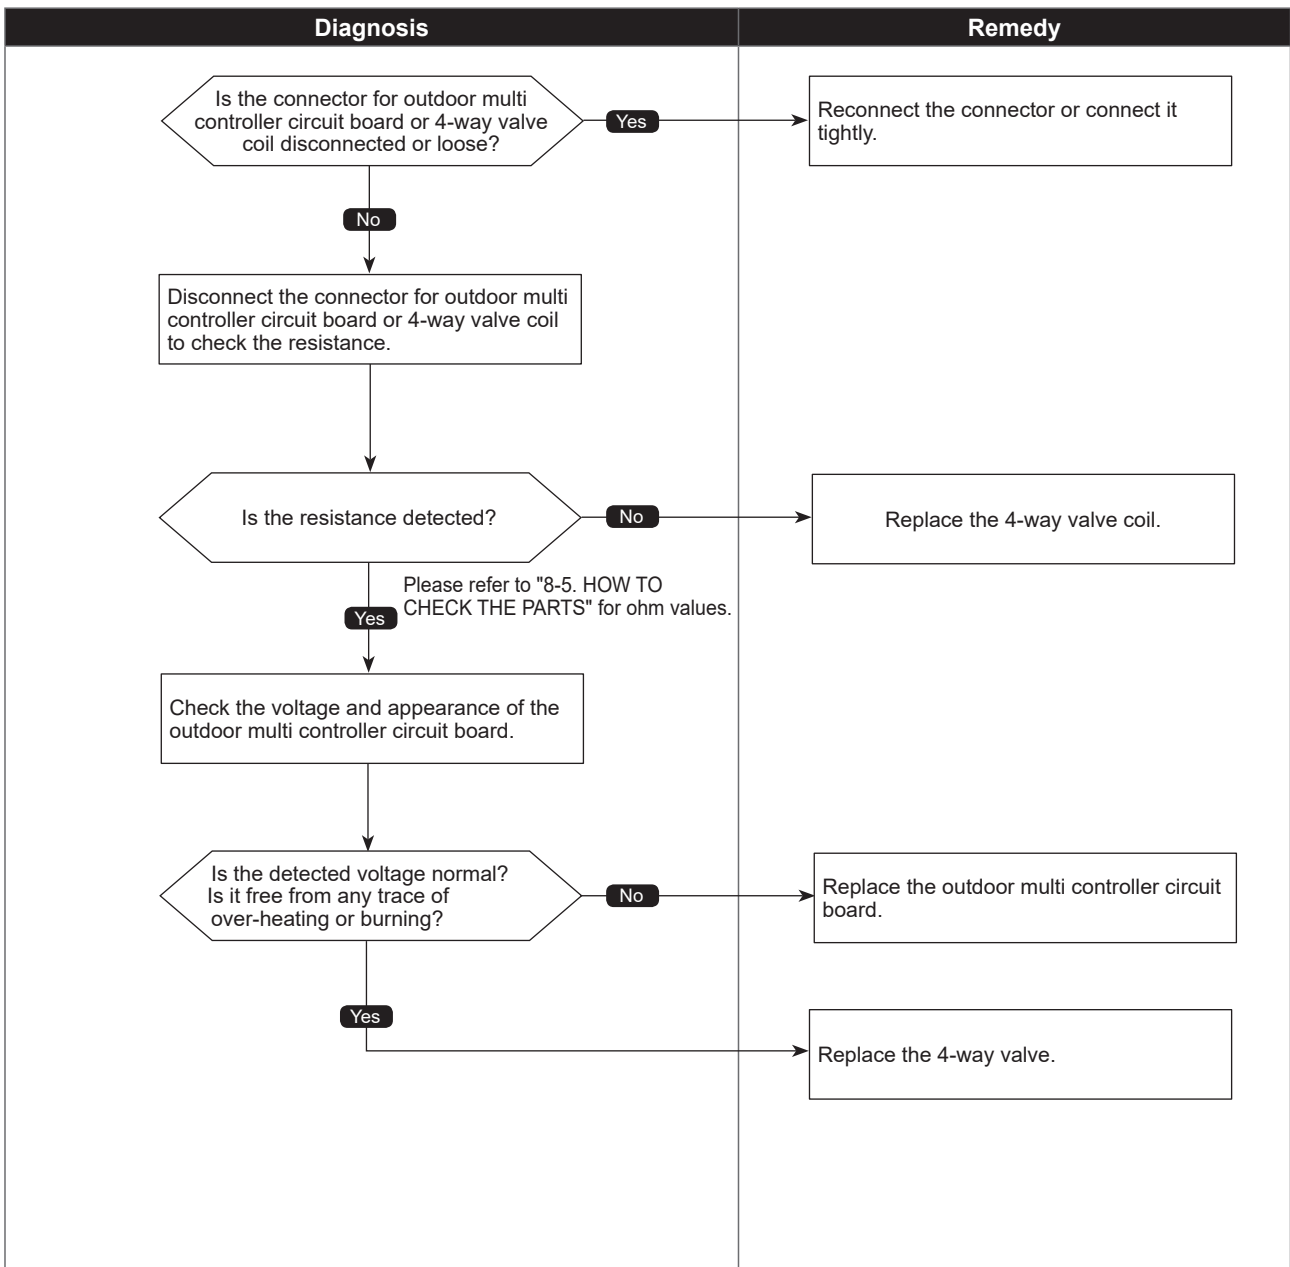 Diagnosis
Remedy
Is the connector for outdoor multi
controller circuit board or 4-way valve
coil disconnected or loose?
Yes
Reconnect the connector or connect it
tightly.
No
Disconnect the connector for outdoor multi
controller circuit board or 4-way valve coil
to check the resistance.
Is the resistance detected?
No
Replace the 4-way valve coil.
Please refer to "8-5. HOW TO
CHECK THE PARTS" for ohm values.
Yes
Check the voltage and appearance of the
outdoor multi controller circuit board.
Is the detected voltage normal?
Is it free from any trace of
over-heating or burning?
No
Replace the outdoor multi controller circuit
board.
Yes
Replace the 4-way valve.